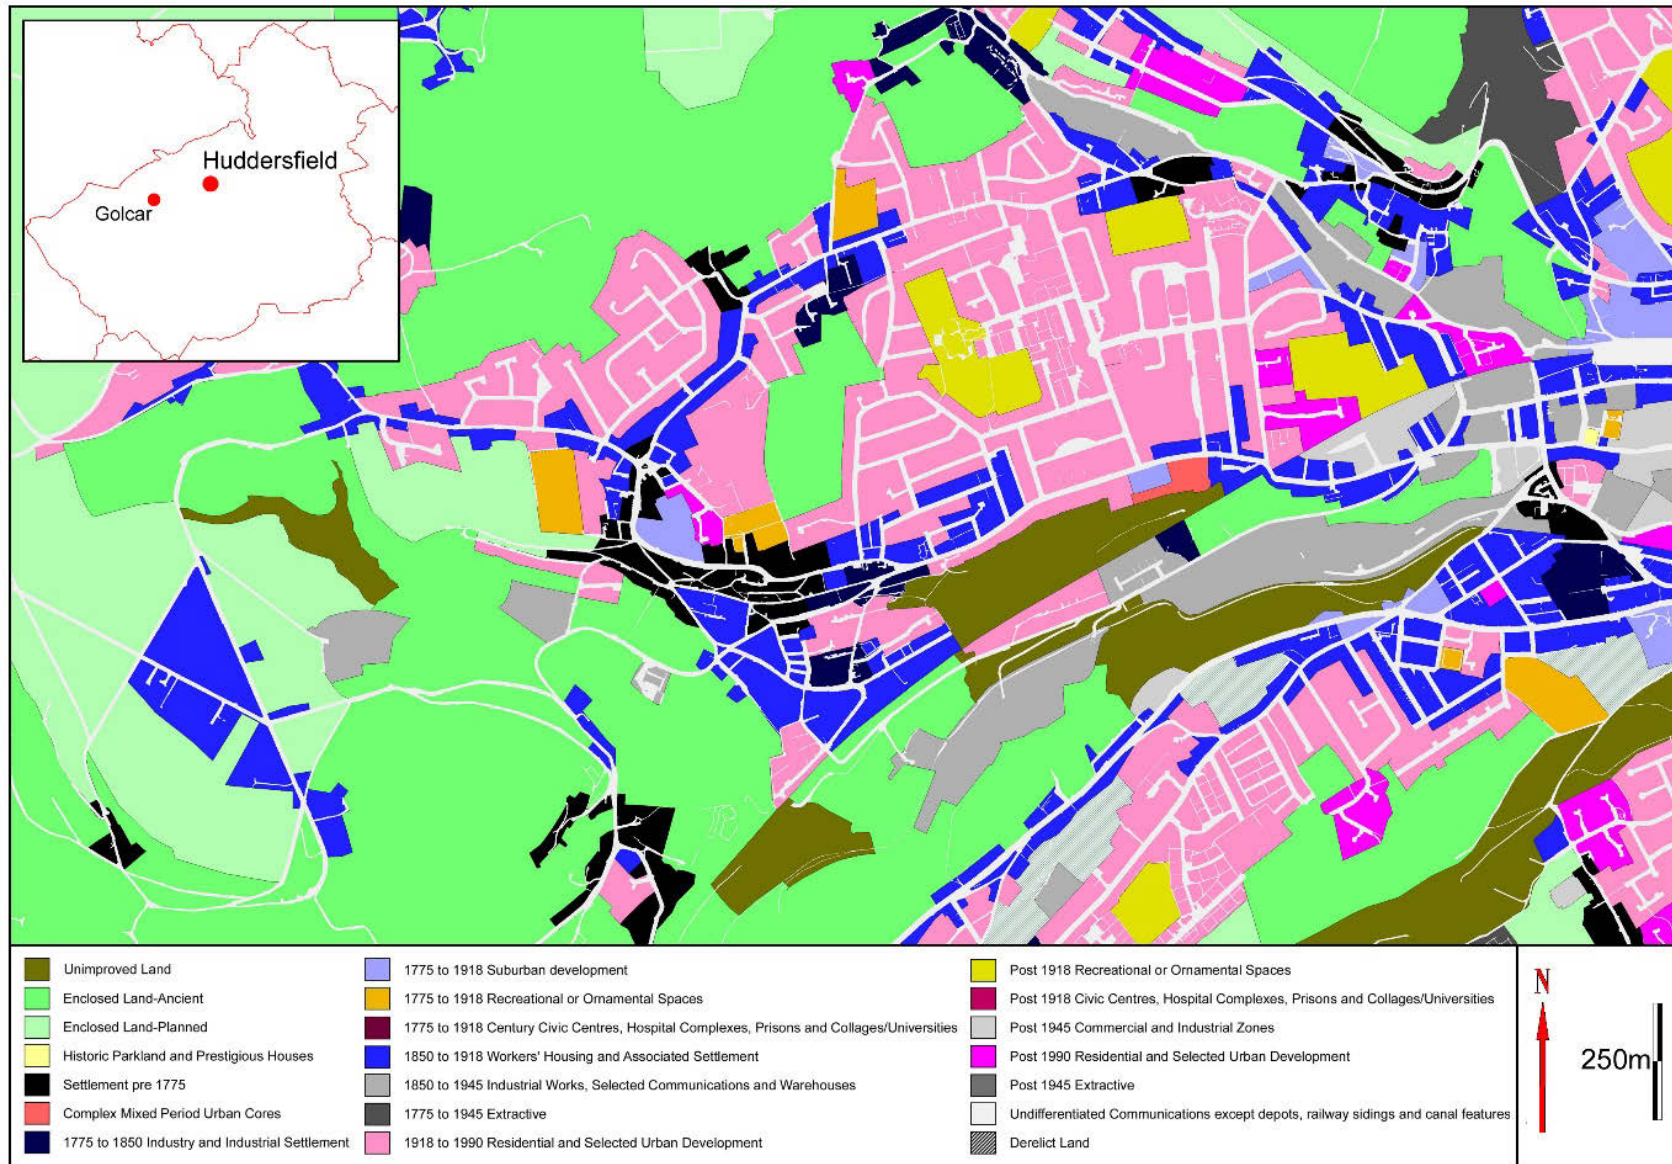 Huddersfield
Golcar
Unimproved Land
Enclosed Land-Ancient
Enclosed Land-Planned
Historic Parkland and Prestigious Houses
Settlement pre 1775
Complex Mixed Period Urban Cores
1775 to 1850 Industry and Industrial Settlement
1775 to 1918 Suburban development
1775 to 1918 Recreational or Ornamental Spaces
1775 to 1918 Century Civic Centres, Hospital Complexes, Prisons and Collages/Universities
1850 to 1918 Workers' Housing and Associated Settlement
1850 to 1945 Industrial Works, Selected Communications and Warehouses
1775 to 1945 Extractive
1918 to 1990 Residential and Selected Urban Development
Post 1918 Recreational or Ornamental Spaces
Post 1918 Civic Centres, Hospital Complexes, Prisons and Collages/Universities
Post 1945 Commercial and Industrial Zones
Post 1990 Residential and Selected Urban Development
Post 1945 Extractive
Undifferentiated Communications except depots, railway sidings and canal features
Derelict Land
N
250m